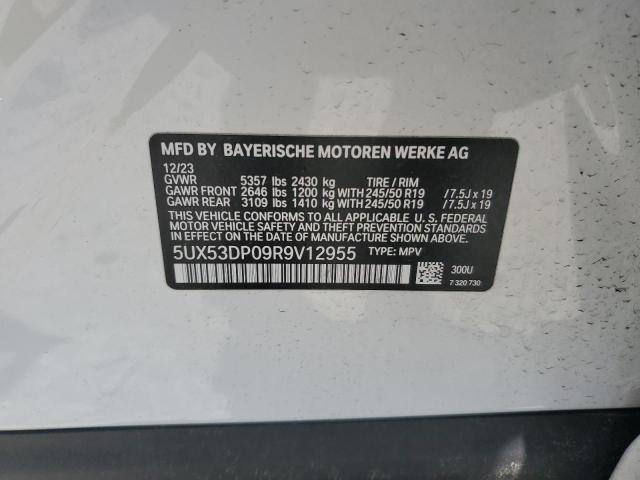 MFD BY BAYERISCHE MOTOREN WERKE AG
12/23
GVWR 5357 lbs 2430 kg TIRE / RIM
GAWR FRONT 2646 lbs 1200 kg WITH 245/50 R19 /7.5J x 19
GAWR REAR 3109 lbs 1410 kg WITH 245/50 R19 /7.5J x 19
THIS VEHICLE CONFORMS TO ALL APPLICABLE U. S. FEDERAL
MOTOR VEHICLE SAFETY AND THEFT PREVENTION STANDARDS
IN EFFECT ON THE DATE OF MANUFACTURE SHOWN ABOVE.
5UX53DP09R9V12955 TYPE: MPV
300U
7 320 730